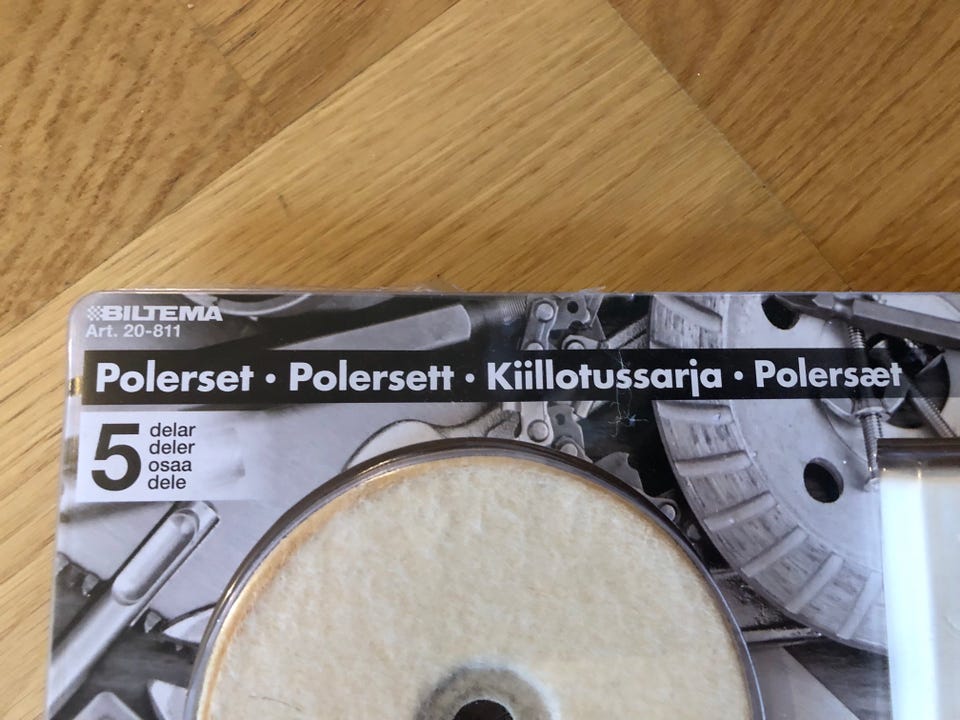 BILTEMA
Art. 20-811
Polerset • Polersett • Kiillotussarja • Polersæt
5
delar
deler
osaa
dele